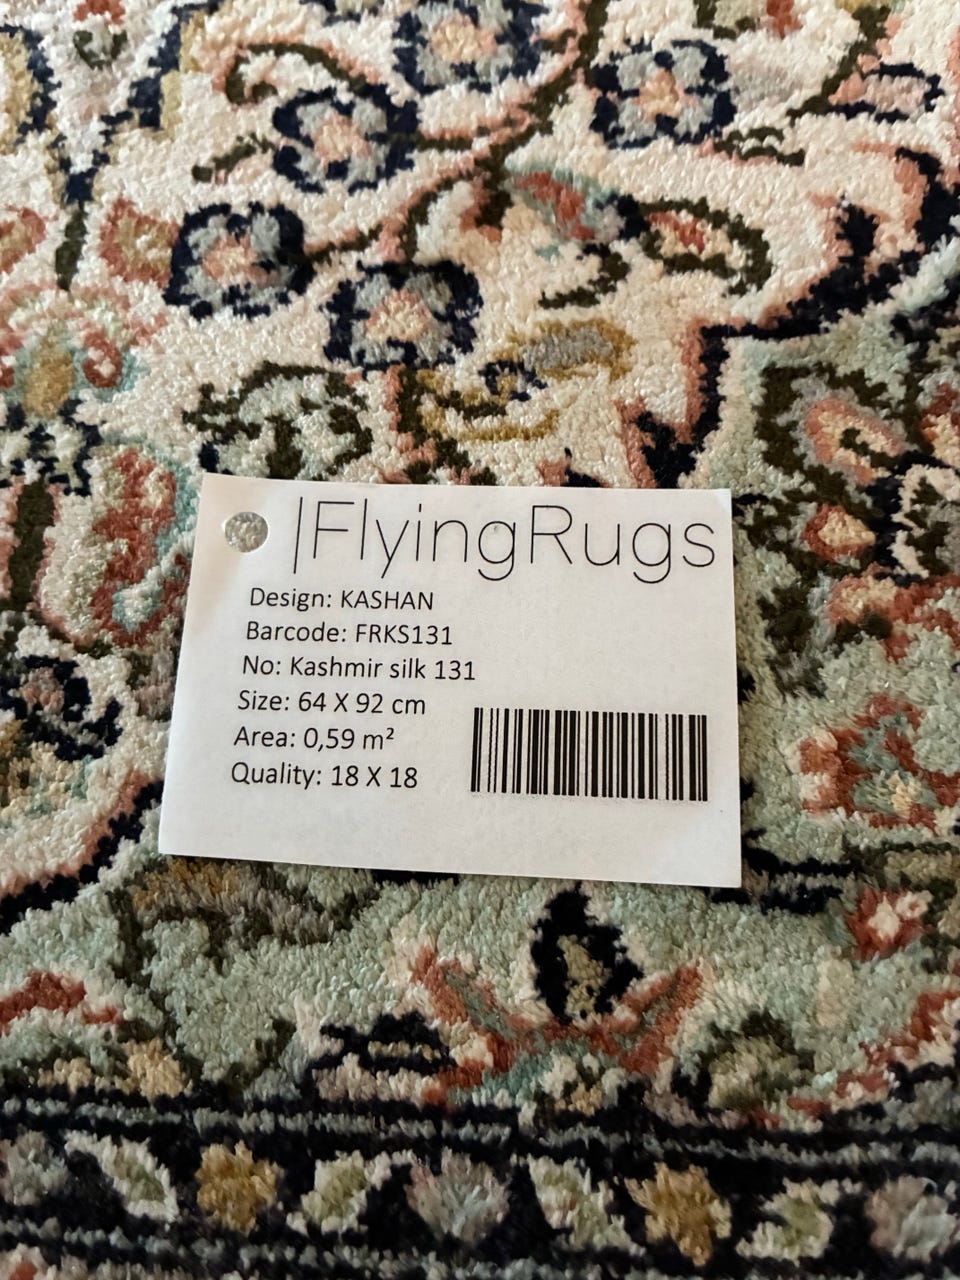 |FlyingRugs
Design: KASHAN
Barcode: FRKS131
No: Kashmir silk 131
Size: 64 X 92 cm
Area: 0,59 m²
Quality: 18 X 18